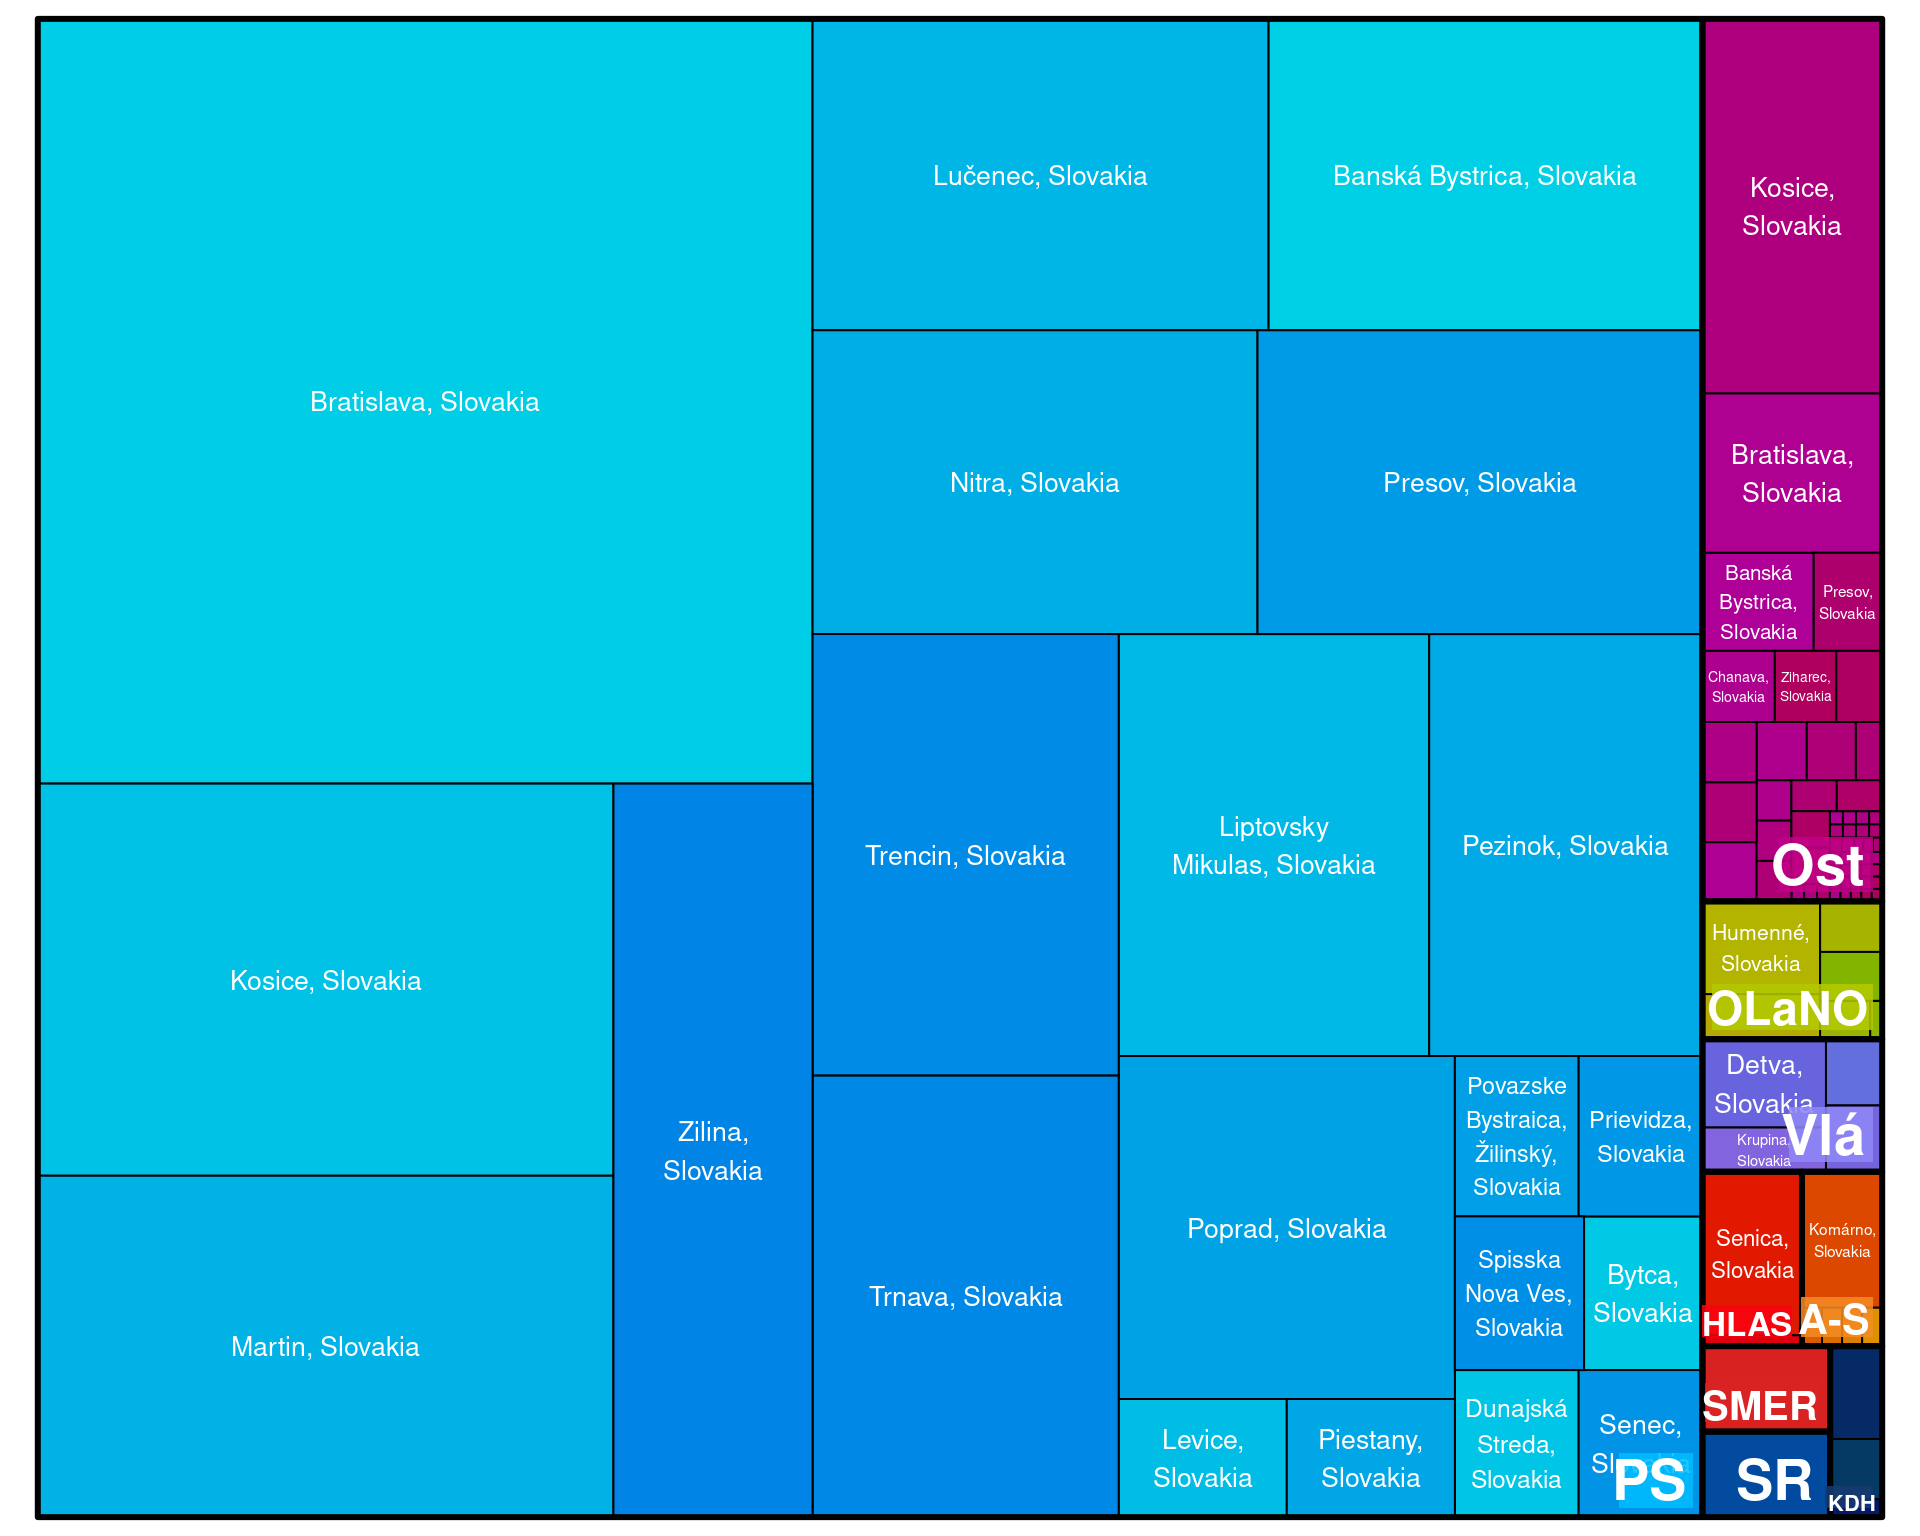 Bratislava, Slovakia
Lučenec, Slovakia
Banská Bystrica, Slovakia
Nitra, Slovakia
Presov, Slovakia
Kosice, Slovakia
Martin, Slovakia
Zilina,
Slovakia
Trencin, Slovakia
Trnava, Slovakia
Liptovsky
Mikulas, Slovakia
Pezinok, Slovakia
Poprad, Slovakia
Levice,
Slovakia
Piestany,
Slovakia
Povazske
Bystraica,
Žilinský,
Slovakia
Prievidza,
Slovakia
Spisska
Nova Ves,
Slovakia
Bytca,
Slovakia
Dunajská
Streda,
Slovakia
Senec,
PS
Kosice,
Slovakia
Bratislava,
Slovakia
Banská
Bystrica,
Slovakia
Presov,
Slovakia
Chanava,
Slovakia
Ziharec,
Slovakia
Ost
Humenné,
Slovakia
OLaNO
Detva,
Slovakia
Krupina,
Slovakia
Vlá
Senica,
Slovakia
HLAS
Komárno,
Slovakia
A-S
SMER
SR
KDH